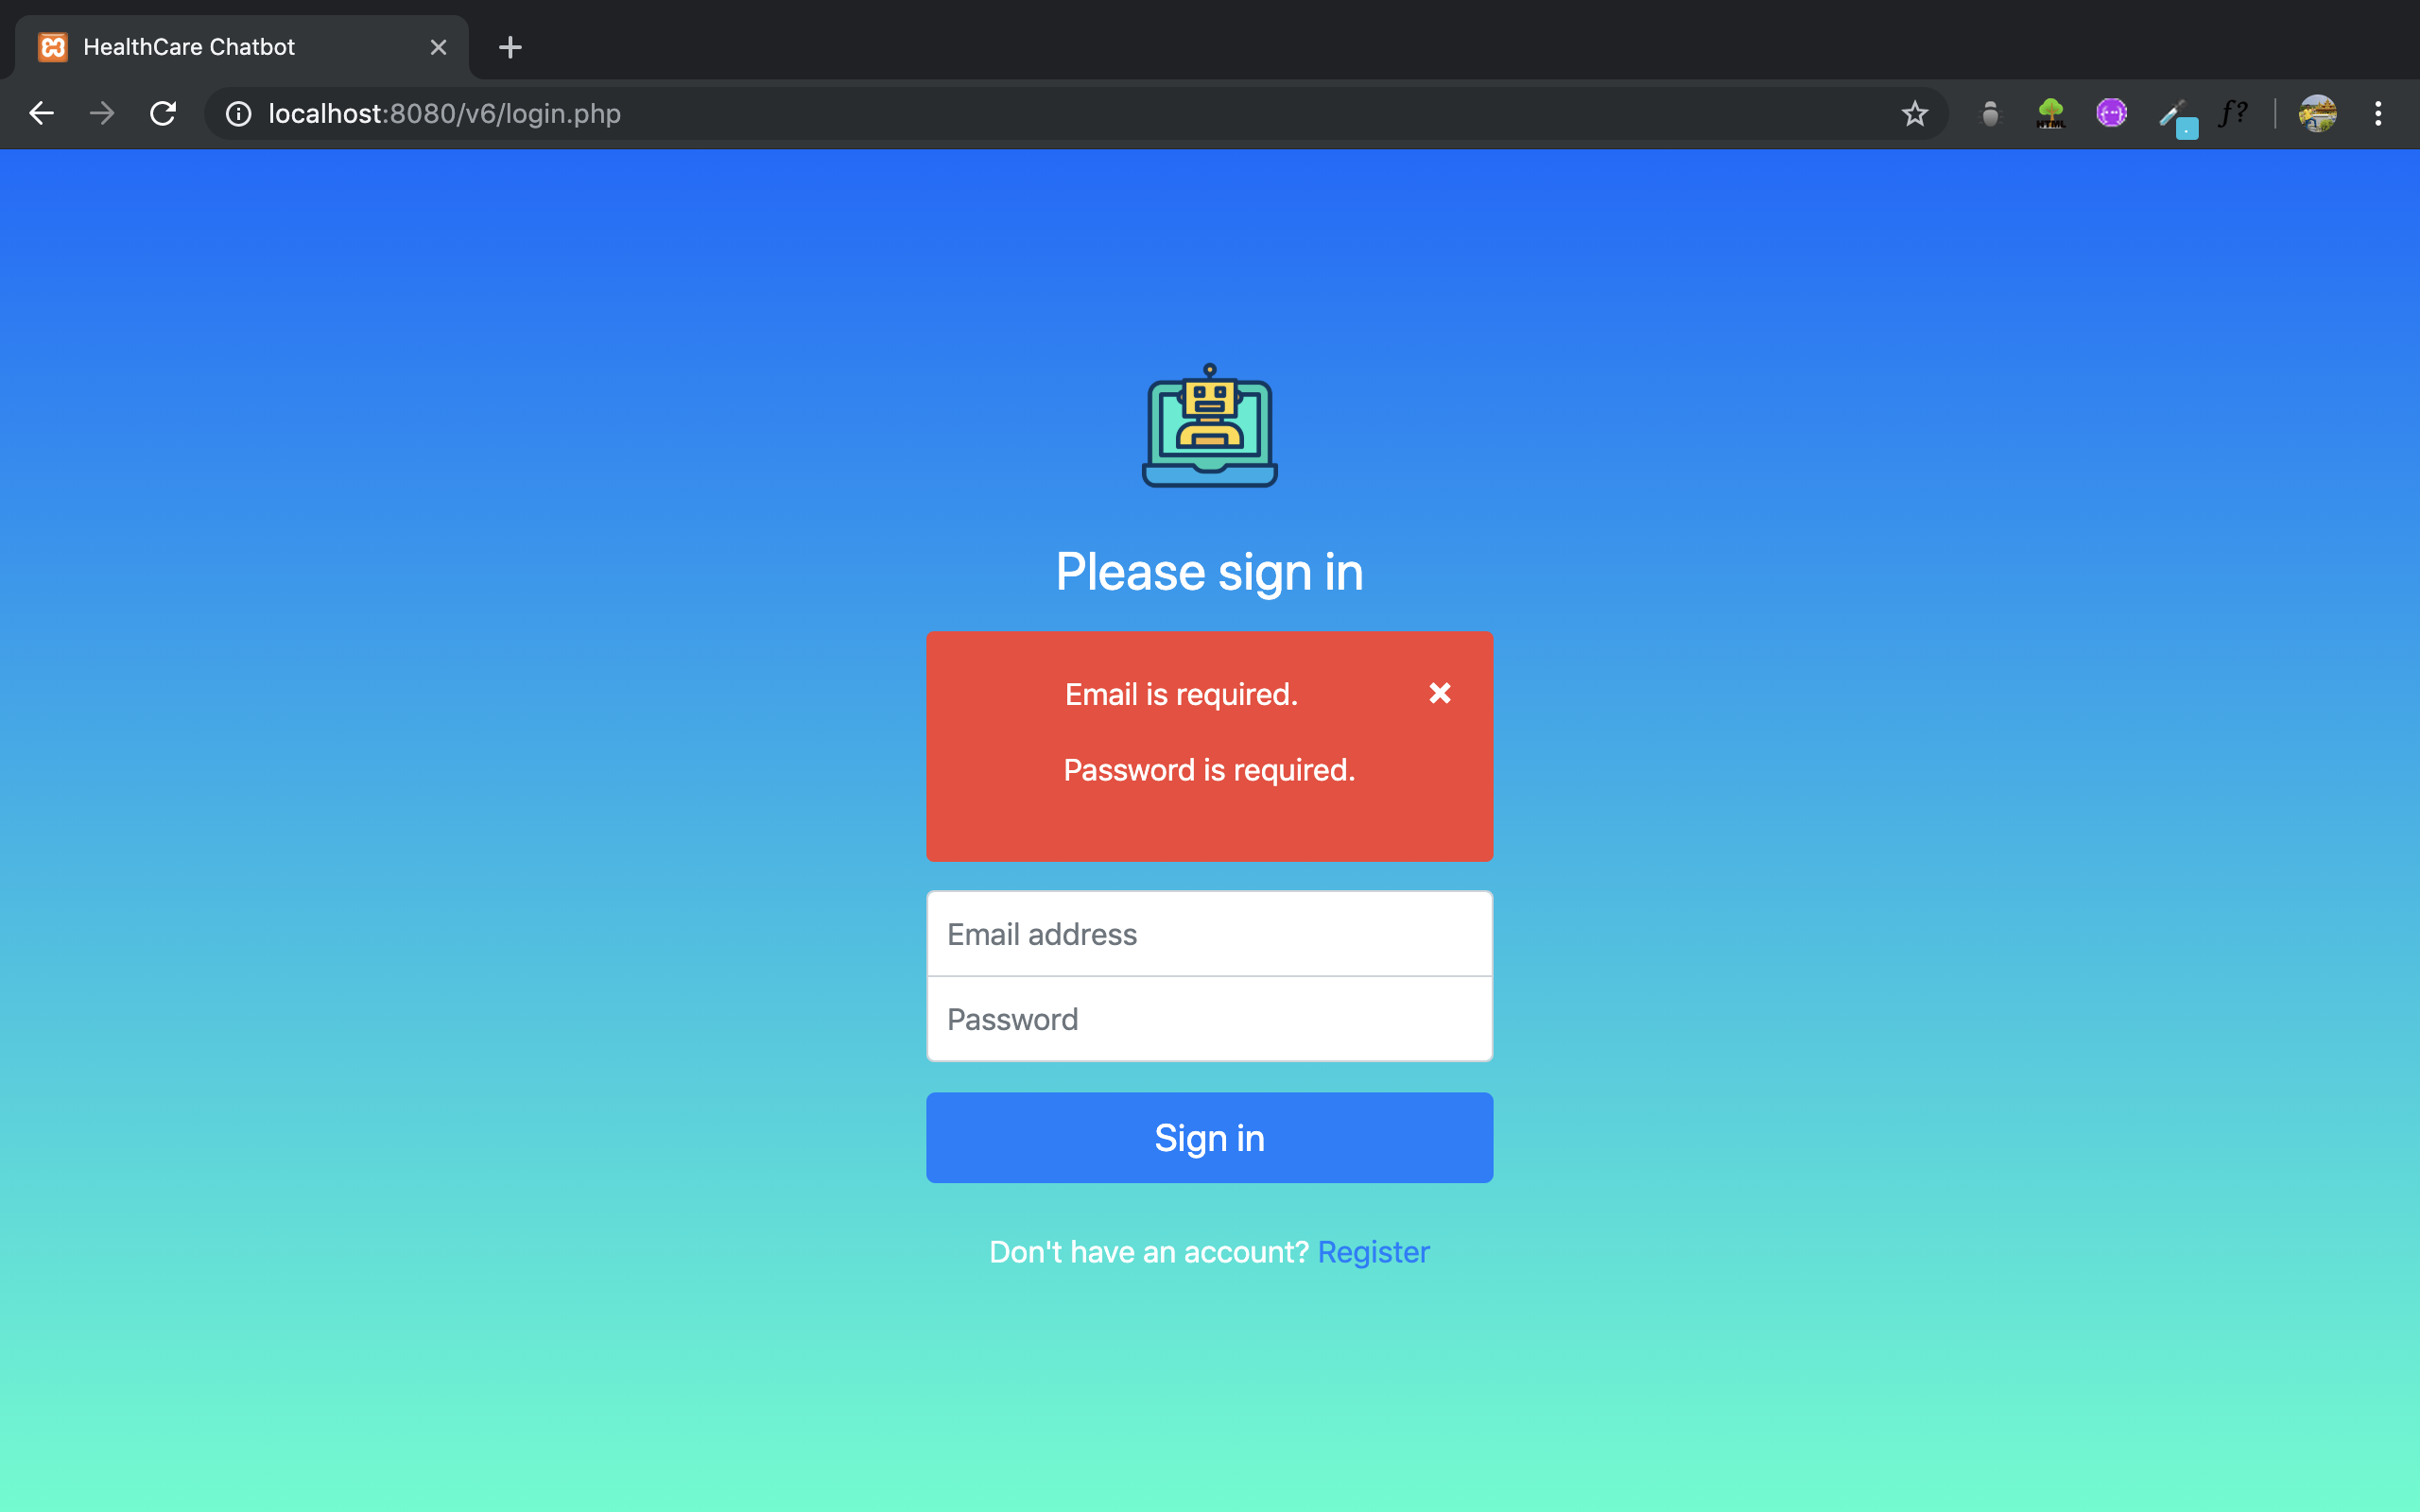 HealthCare Chatbot
localhost:8080/v6/login.php
HTML
f?
Please sign in
Email is required.
Password is required.
Email address
Password
Sign in
Don't have an account? Register